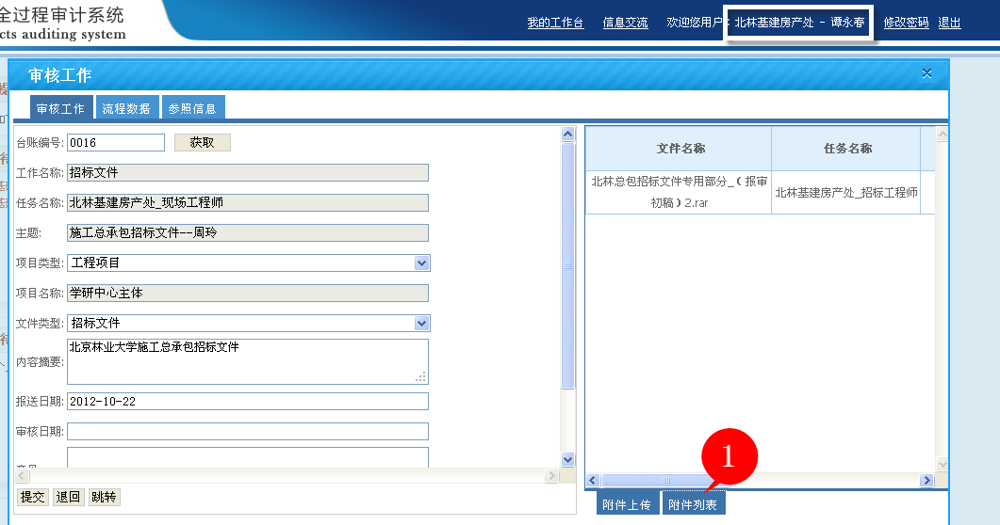 全过程审计系统
cts auditing system
我的工作台 信息交流 欢迎您用户: 北林基建房产处 - 谭永春 修改密码 退出
审核工作
审核工作 流程数据 参照信息
台账编号: 0016 获取
工作名称: 招标文件
任务名称: 北林基建房产处_现场工程师
主题: 施工总承包招标文件--周玲
项目类型: 工程项目
项目名称: 学研中心主体
文件类型: 招标文件
内容摘要: 北京林业大学施工总承包招标文件
报送日期: 2012-10-22
审核日期:
提交 退回 跳转
文件名称 任务名称
北林总包招标文件专用部分_（报审
初稿）2.rar
北林基建房产处_招标工程师
1
附件上传 附件列表